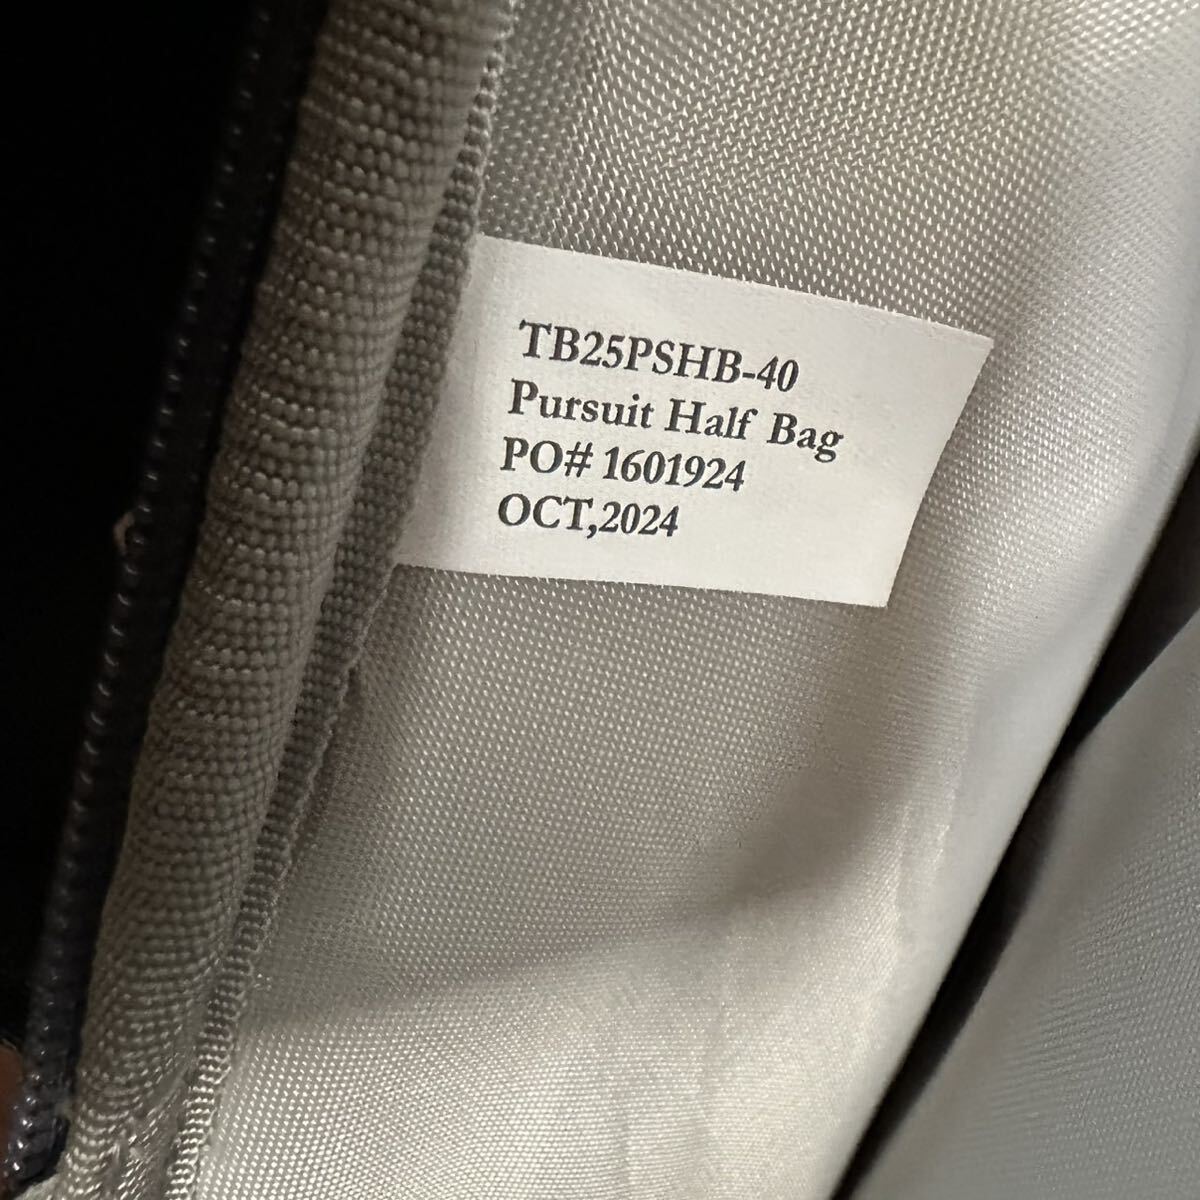 TB25PSHB-40
Pursuit Half Bag
PO# 1601924
OCT,2024